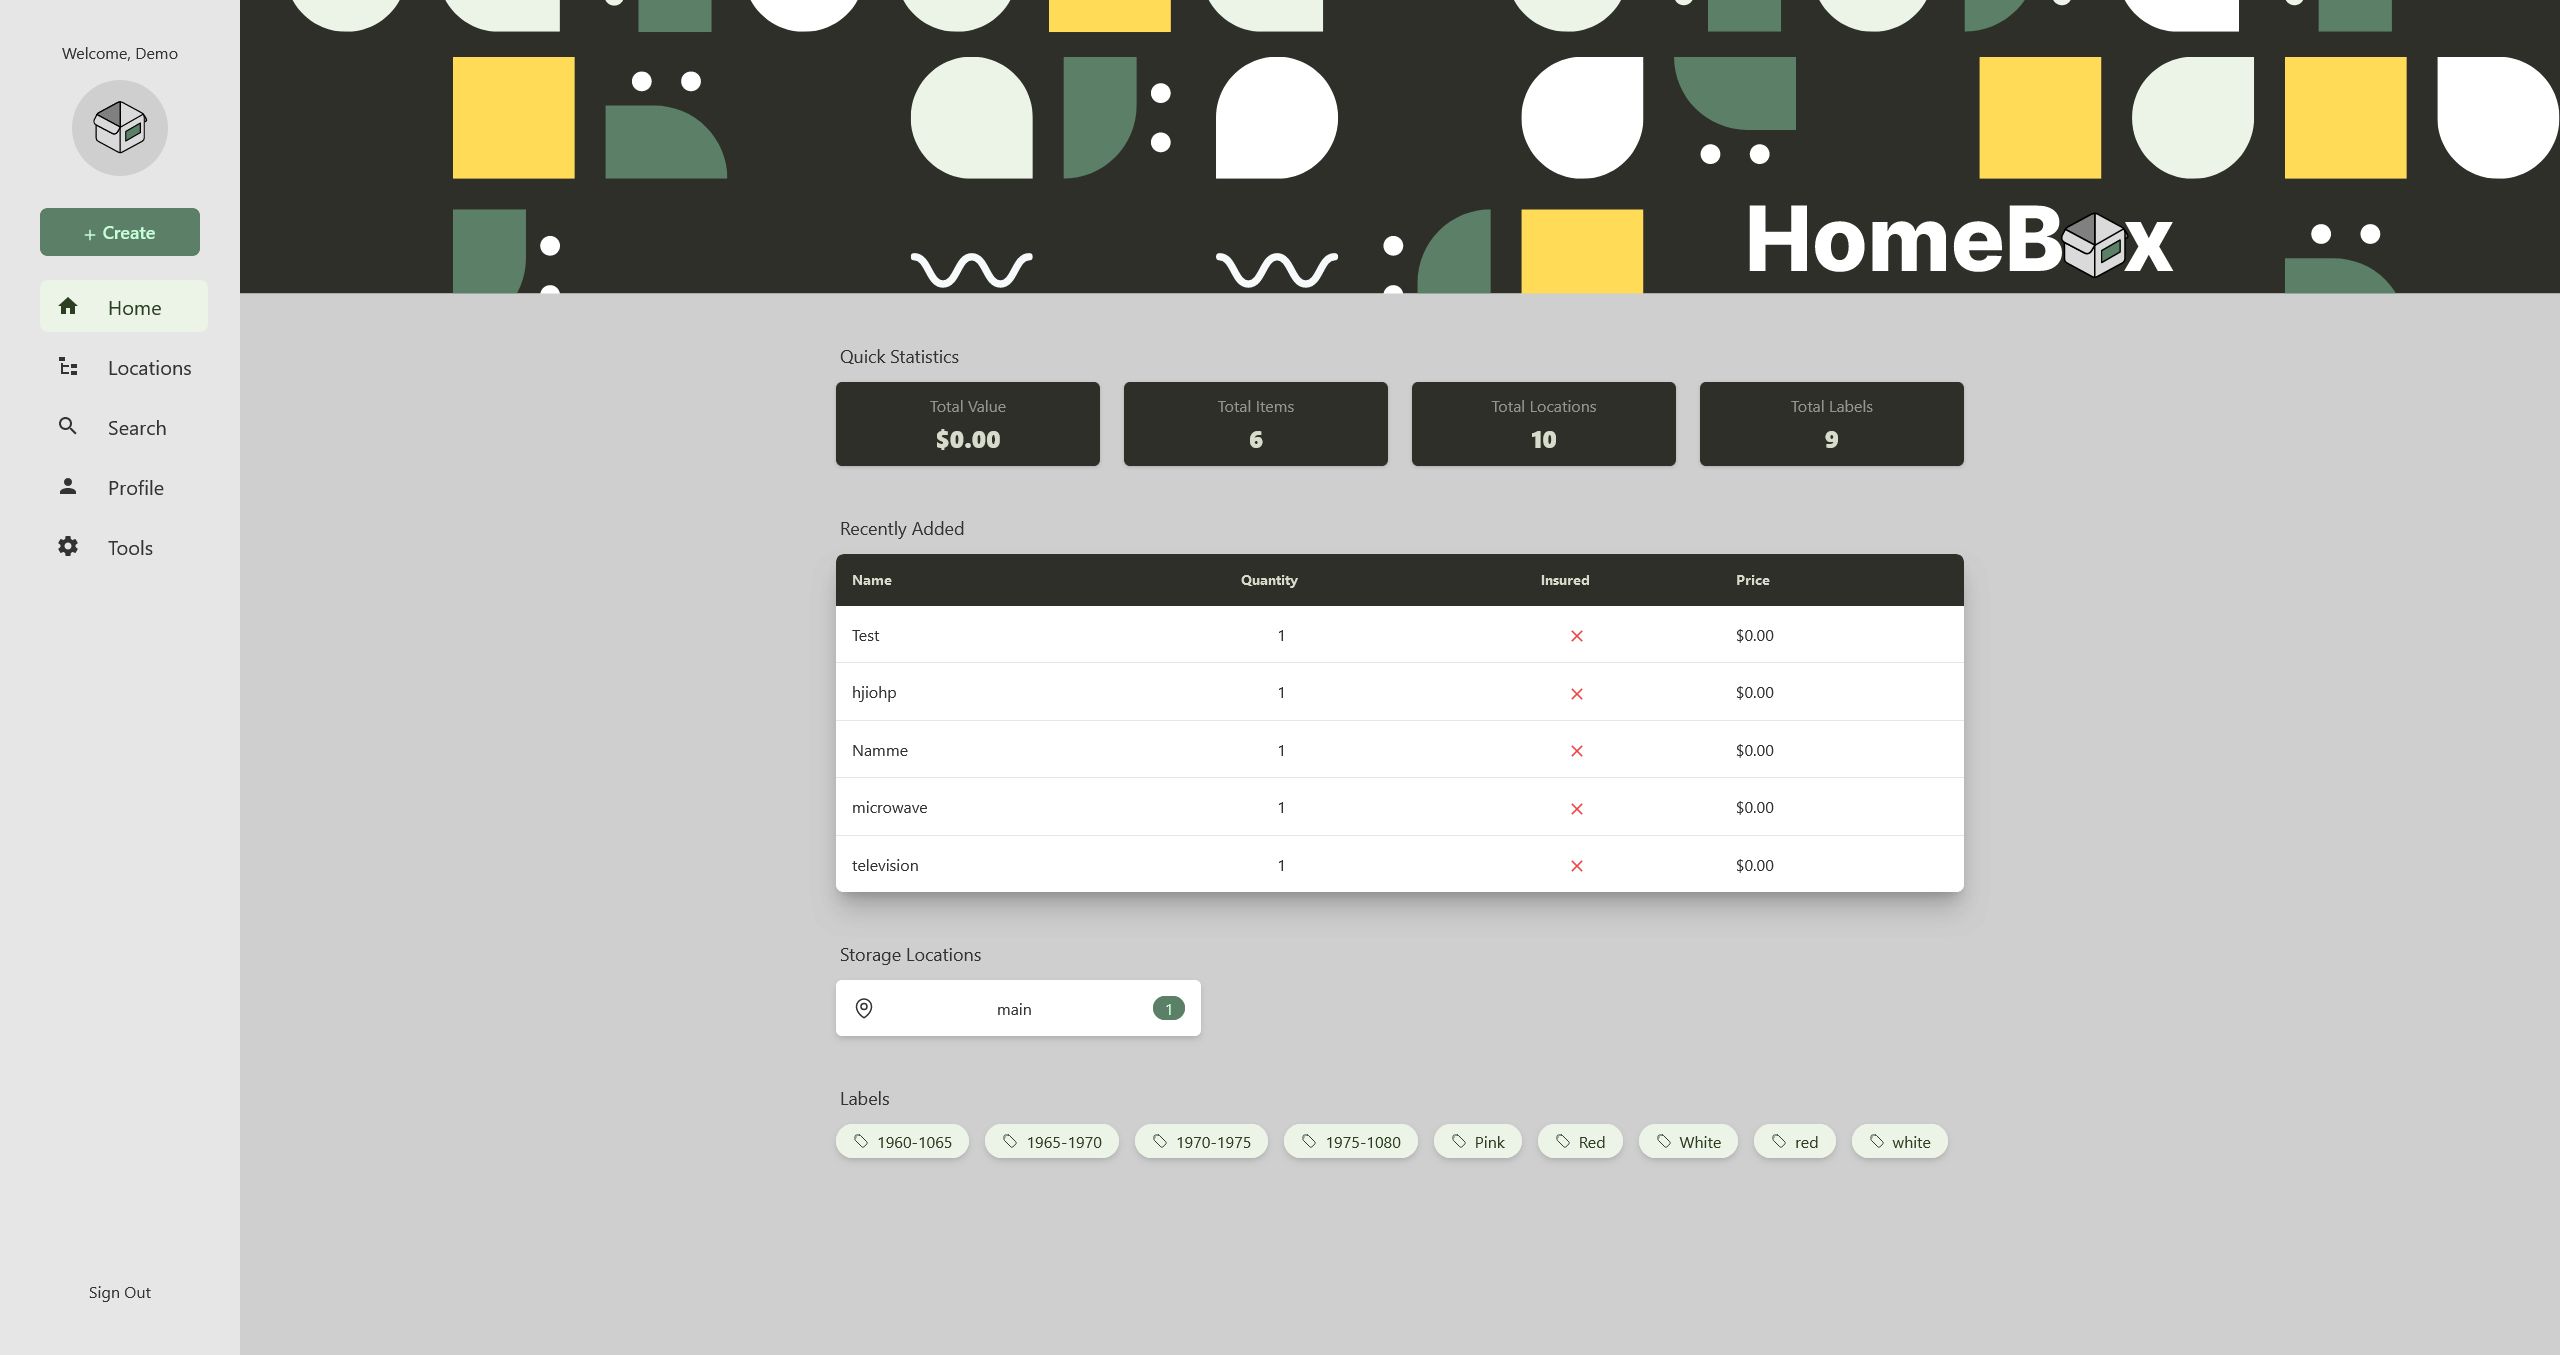 Welcome, Demo
+ Create
Home
Locations
Search
Profile
Tools
Sign Out
HomeBox
Quick Statistics
Total Value Total Items Total Locations Total Labels
$0.00 6 10 9
Recently Added
Name Quantity Insured Price
Test 1 $0.00
hjiohp 1 $0.00
Namme 1 $0.00
microwave 1 $0.00
television 1 $0.00
Storage Locations
main 1
Labels
1960-1065 1965-1970 1970-1975 1975-1080 Pink Red White red white